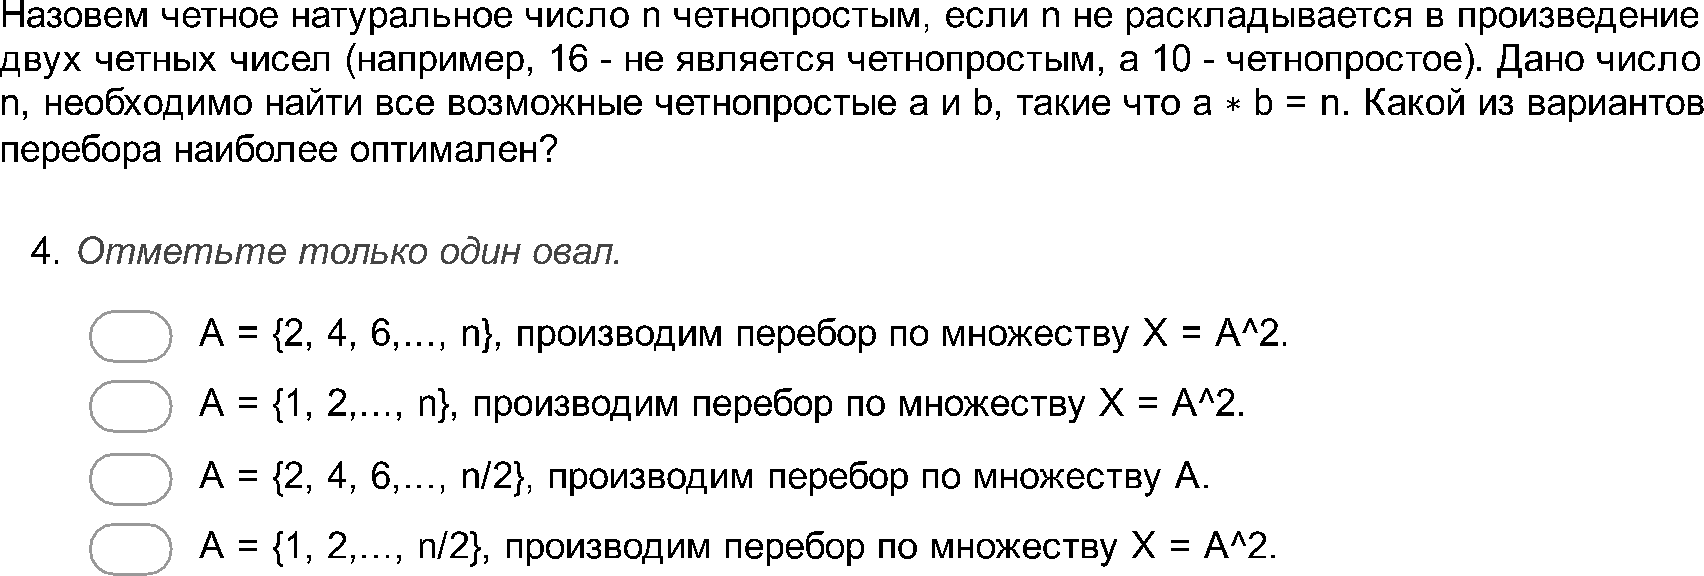 Назовем четное натуральное число n четнопростым, если n не раскладывается в произведение
двух четных чисел (например, 16 - не является четнопростым, а 10 - четнопростое). Дано число
n, необходимо найти все возможные четнопростые a и b, такие что a * b = n. Какой из вариантов
перебора наиболее оптимален?
4. Отметьте только один овал.
A = {2, 4, 6,..., n}, производим перебор по множеству X = A^2.
A = {1, 2,..., n}, производим перебор по множеству X = A^2.
A = {2, 4, 6,..., n/2}, производим перебор по множеству A.
A = {1, 2,..., n/2}, производим перебор по множеству X = A^2.